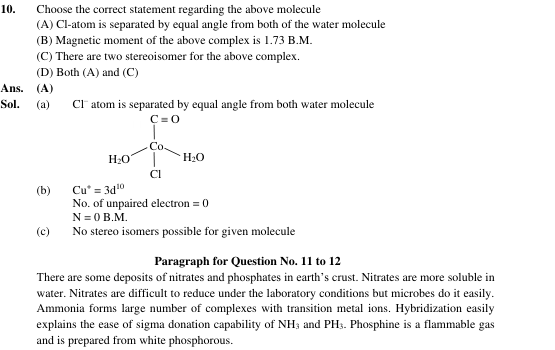 10. Choose the correct statement regarding the above molecule
(A) Cl-atom is separated by equal angle from both of the water molecule
(B) Magnetic moment of the above complex is 1.73 B.M.
(C) There are two stereoisomer for the above complex.
(D) Both (A) and (C)
Ans. (A)
Sol. (a) Cl⁻ atom is separated by equal angle from both water molecule
C = O
Co
H₂O H₂O
Cl
(b) Cu⁺ = 3d¹⁰
No. of unpaired electron = 0
N = 0 B.M.
(c) No stereo isomers possible for given molecule
Paragraph for Question No. 11 to 12
There are some deposits of nitrates and phosphates in earth's crust. Nitrates are more soluble in
water. Nitrates are difficult to reduce under the laboratory conditions but microbes do it easily.
Ammonia forms large number of complexes with transition metal ions. Hybridization easily
explains the ease of sigma donation capability of NH₃ and PH₃. Phosphine is a flammable gas
and is prepared from white phosphorous.